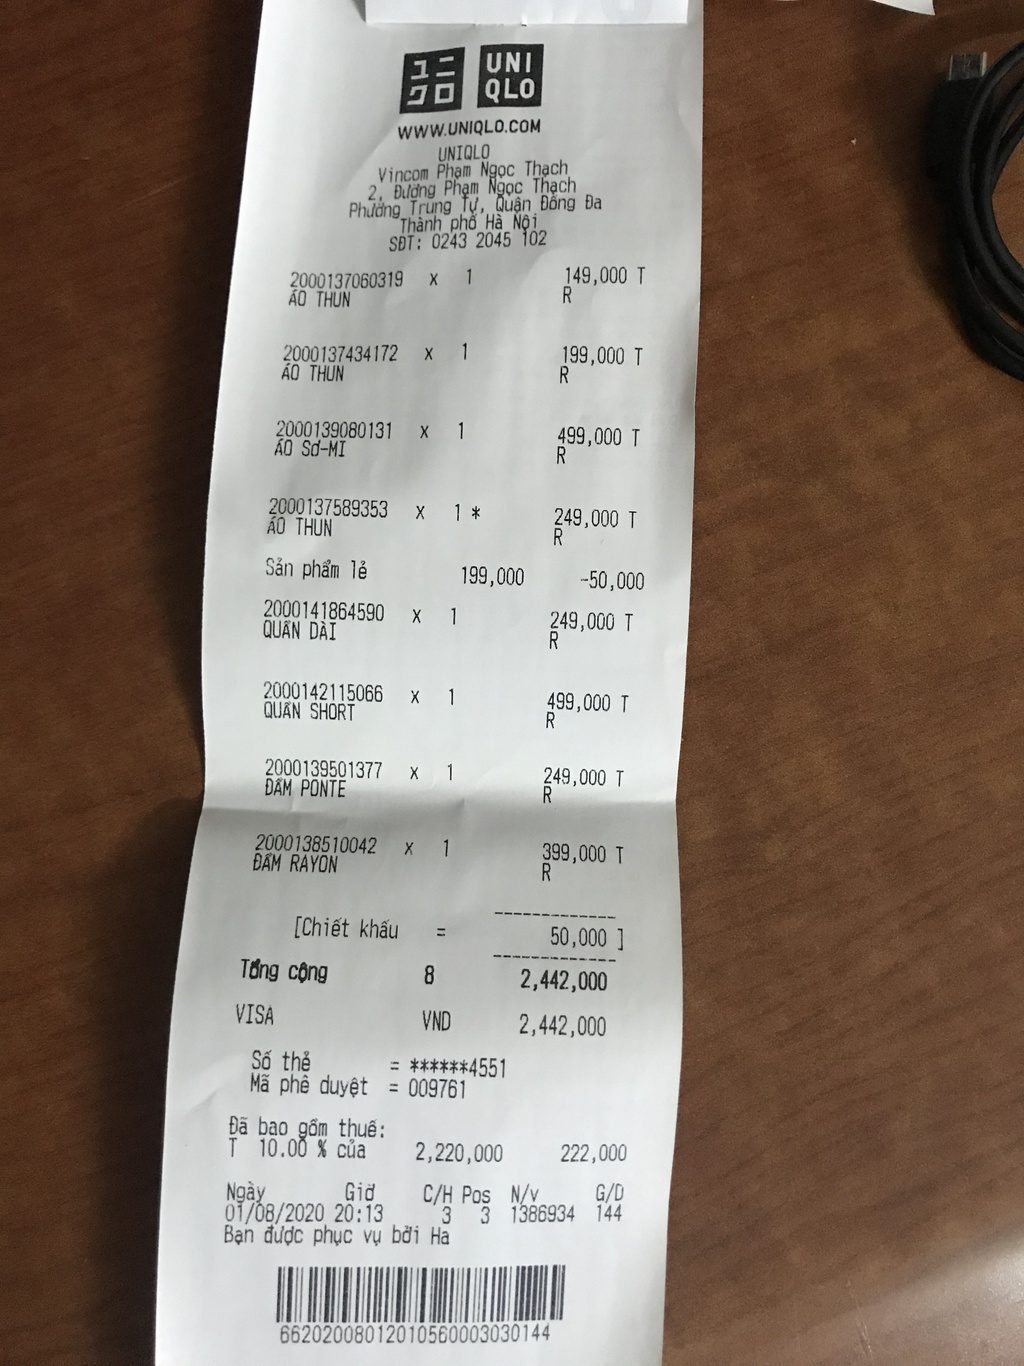 ユニ
クロ
UNI
QLO
WWW.UNIQLO.COM
UNIQLO
Vincom Phạm Ngọc Thạch
2, Đường Phạm Ngọc Thạch
Phường Trung Tự, Quận Đống Đa
Thành phố Hà Nội
SĐT: 0243 2045 102
2000137060319 x 1 149,000 T
ÁO THUN R
2000137434172 x 1 199,000 T
ÁO THUN R
2000139080131 x 1 499,000 T
ÁO Sơ-MI R
2000137589353 x 1 * 249,000 T
ÁO THUN R
Sản phẩm lẻ 199,000 -50,000
2000141864590 x 1 249,000 T
QUẦN DÀI R
2000142115066 x 1 499,000 T
QUẦN SHORT R
2000139501377 x 1 249,000 T
ĐẦM PONTE R
2000138510042 x 1 399,000 T
ĐẦM RAYON R
[Chiết khấu = 50,000 ]
Tổng cộng 8 2,442,000
VISA VND 2,442,000
Số thẻ = ******4551
Mã phê duyệt = 009761
Đã bao gồm thuế:
T 10.00 % của 2,220,000 222,000
Ngày Giờ C/H Pos N/v G/D
01/08/2020 20:13 3 3 1386934 144
Bạn được phục vụ bởi Ha
66202008012010560003030144